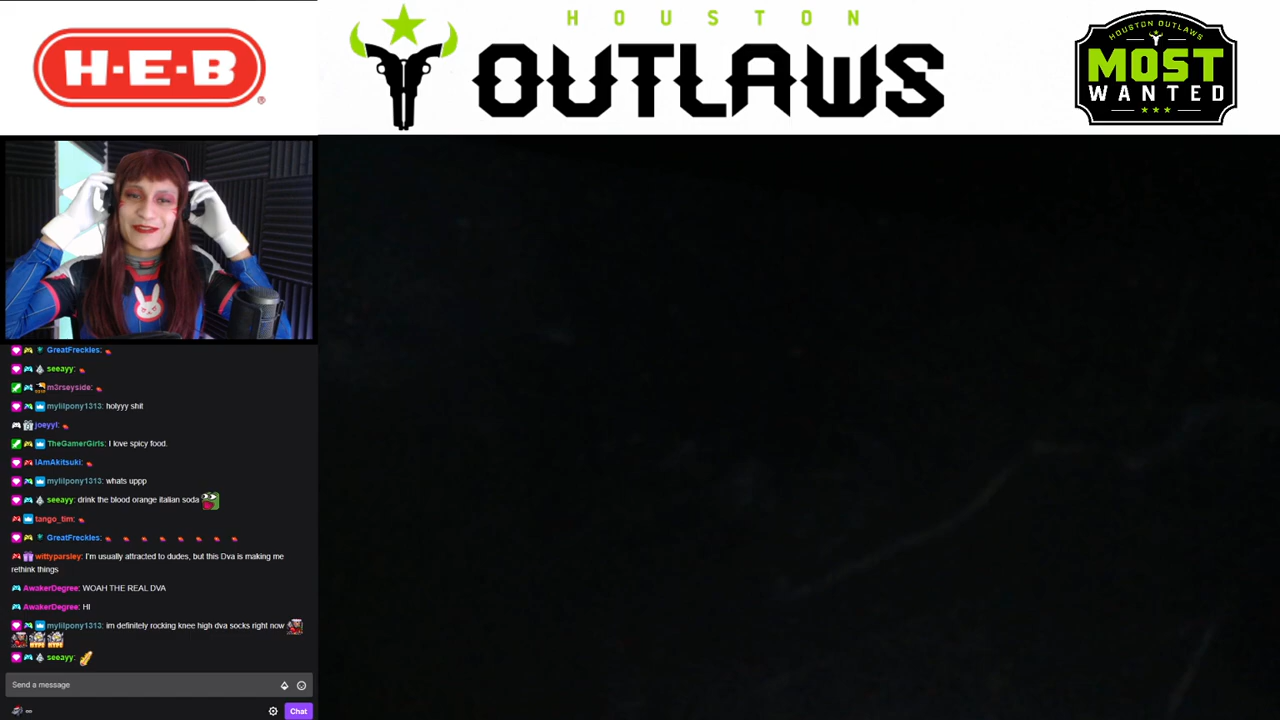 H-E-B
HOUSTON
OUTLAWS
HOUSTON OUTLAWS
MOST
WANTED
GreatFreckles:
seeayy:
m3rseyside:
mylilpony1313: holyyy shit
joeyyt:
TheGamerGirls: I love spicy food.
IAmAkitsuki:
mylilpony1313: whats uppp
seeayy: drink the blood orange italian soda
tango_tim:
GreatFreckles:
wittyparsley: I'm usually attracted to dudes, but this Dva is making me
rethink things
AwakerDegree: WOAH THE REAL DVA
AwakerDegree: HI
mylilpony1313: im definitely rocking knee high dva socks right now
HYPE HYPE
seeayy:
Send a message
Chat